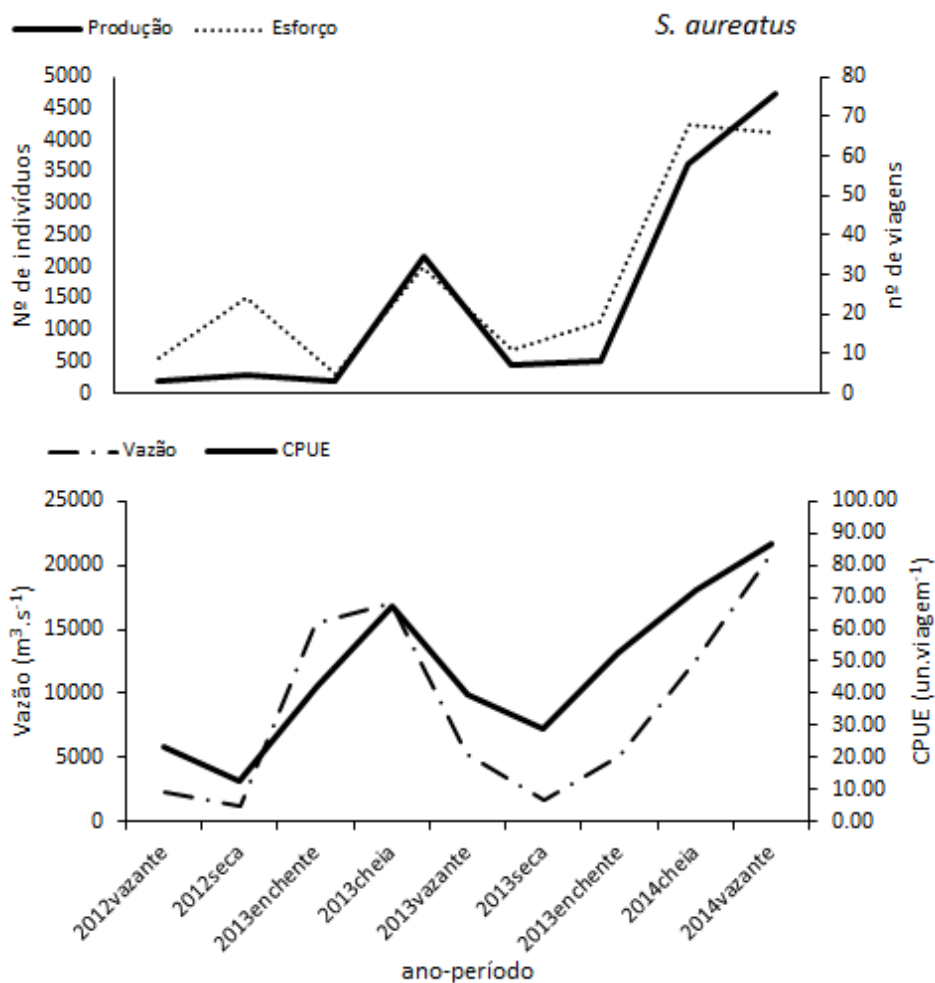 Produção Esforço S. aureatus
5000 80
4500 70
4000 60
3500 50
3000 40
2500 30
2000 20
1500 10
1000 0
500
0
Nº de indivíduos
nº de viagens
Vazão CPUE
25000 100.00
20000 90.00
15000 80.00
10000 70.00
5000 60.00
0 50.00
40.00
30.00
20.00
10.00
0.00
Vazão (m³.s⁻¹)
CPUE (un.viagem⁻¹)
2012vazante
2012seca
2013enchente
2013cheia
2013vazante
2013seca
2013enchente
2014cheia
2014vazante
ano-período